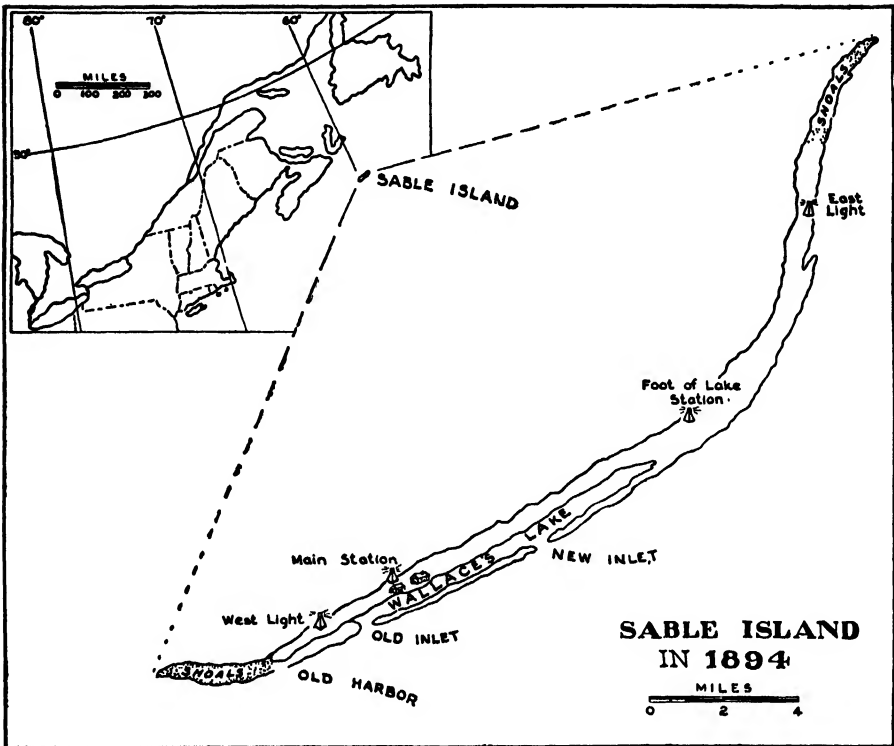 80°
70°
60°
MILES
0 100 200 300
50°
SABLE ISLAND
SHOALS
East
Light
Foot of Lake
Station.
WALLACE'S LAKE
NEW INLET
Main Station
West Light
OLD INLET
SHOALS
OLD HARBOR
SABLE ISLAND
IN 1894
MILES
0 2 4